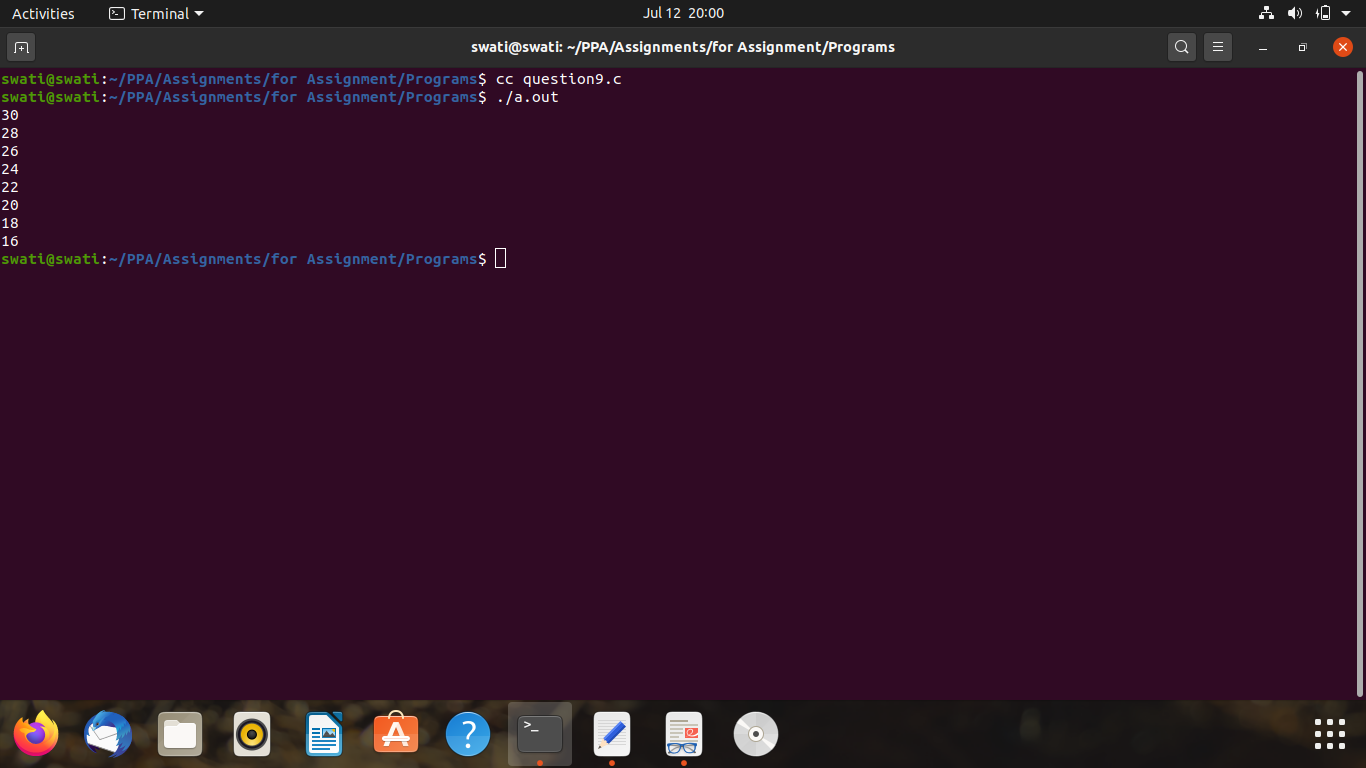 Activities Terminal Jul 12 20:00
swati@swati: ~/PPA/Assignments/for Assignment/Programs
swati@swati:~/PPA/Assignments/for Assignment/Programs$ cc question9.c
swati@swati:~/PPA/Assignments/for Assignment/Programs$ ./a.out
30
28
26
24
22
20
18
16
swati@swati:~/PPA/Assignments/for Assignment/Programs$